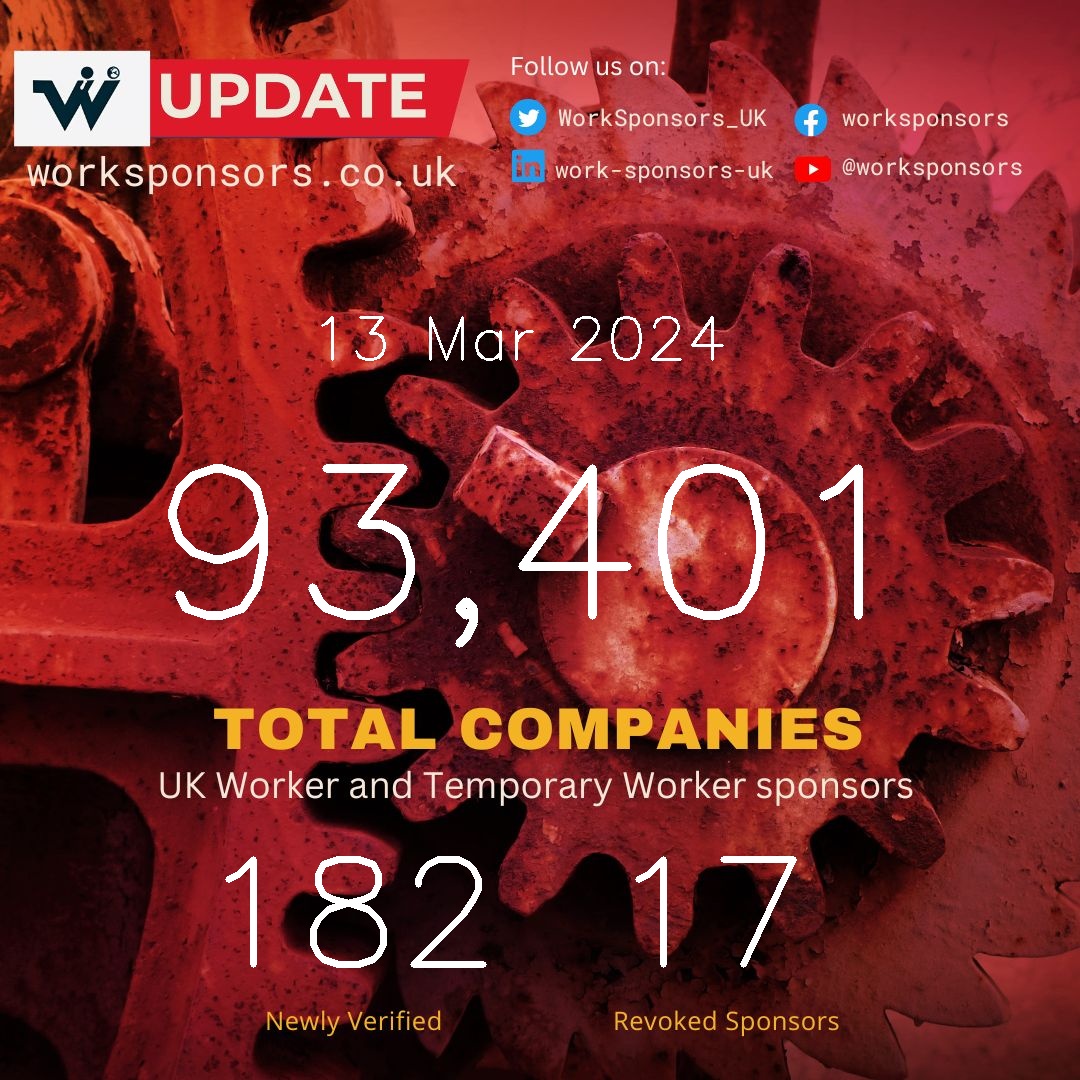 UPDATE
worksponsors.co.uk
Follow us on:
WorkSponsors_UK
worksponsors
work-sponsors-uk
@worksponsors
13 Mar 2024
93,401
TOTAL COMPANIES
UK Worker and Temporary Worker sponsors
182 17
Newly Verified
Revoked Sponsors